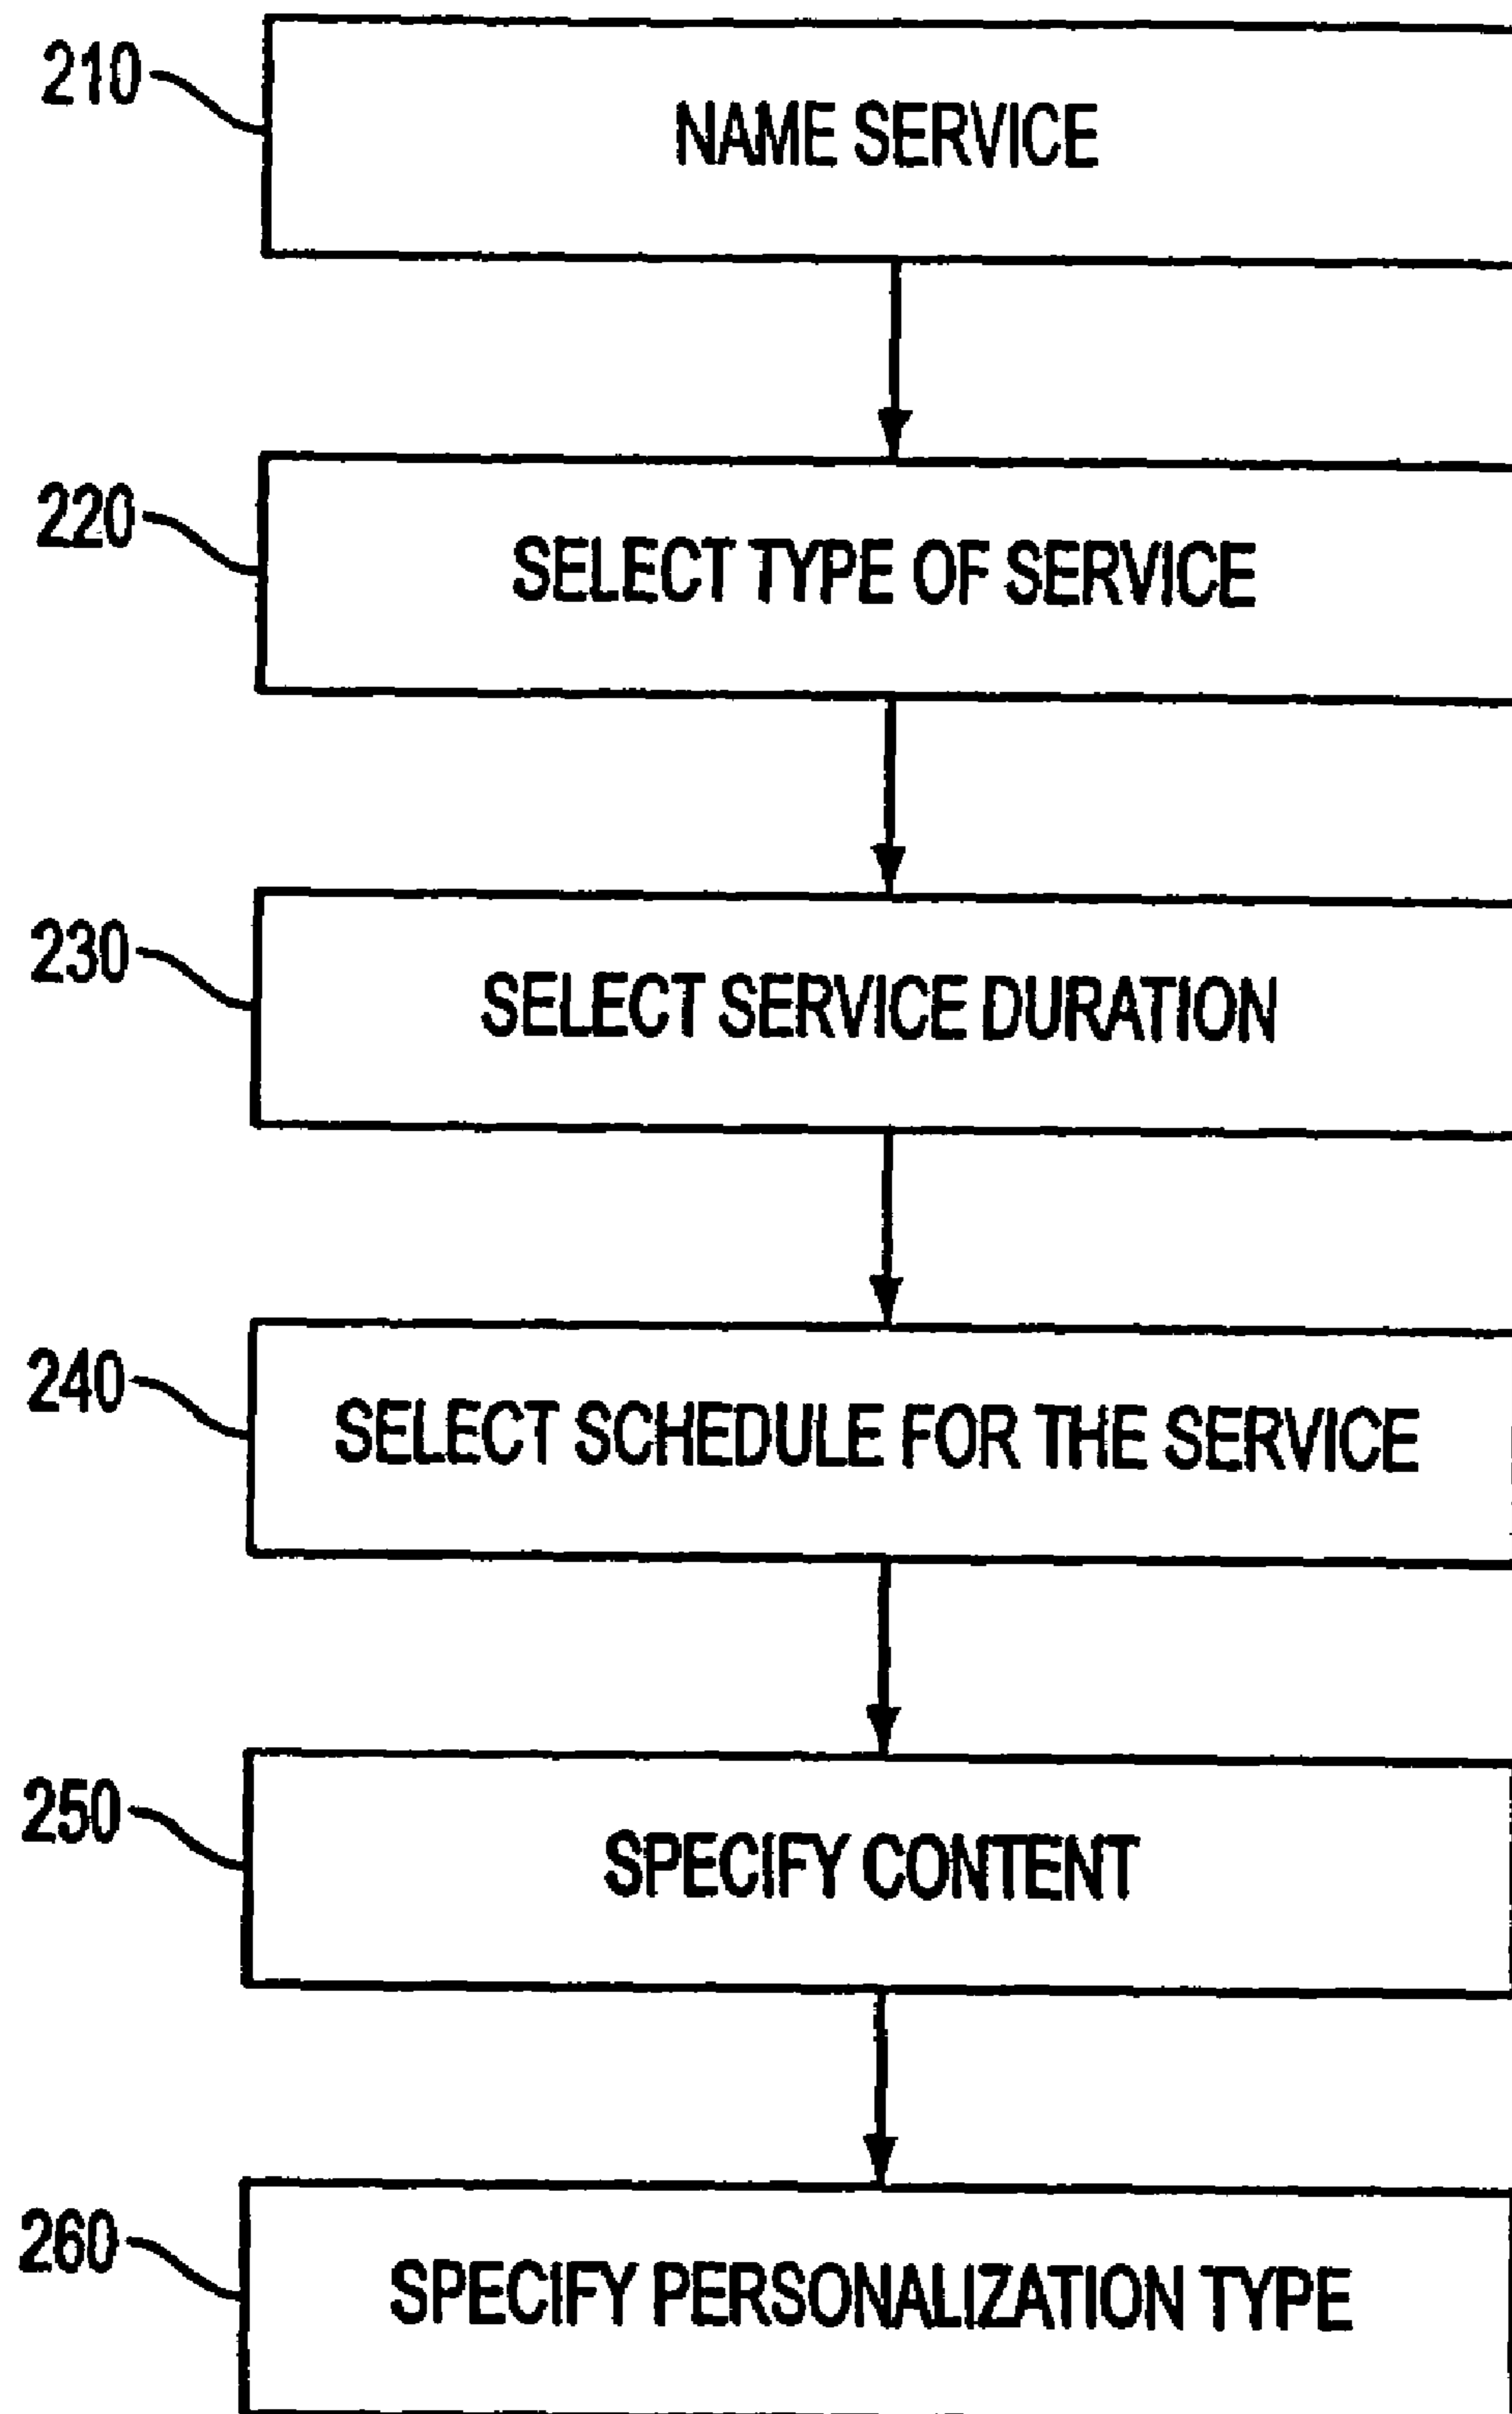 210
NAME SERVICE
220
SELECT TYPE OF SERVICE
230
SELECT SERVICE DURATION
240
SELECT SCHEDULE FOR THE SERVICE
250
SPECIFY CONTENT
260
SPECIFY PERSONALIZATION TYPE